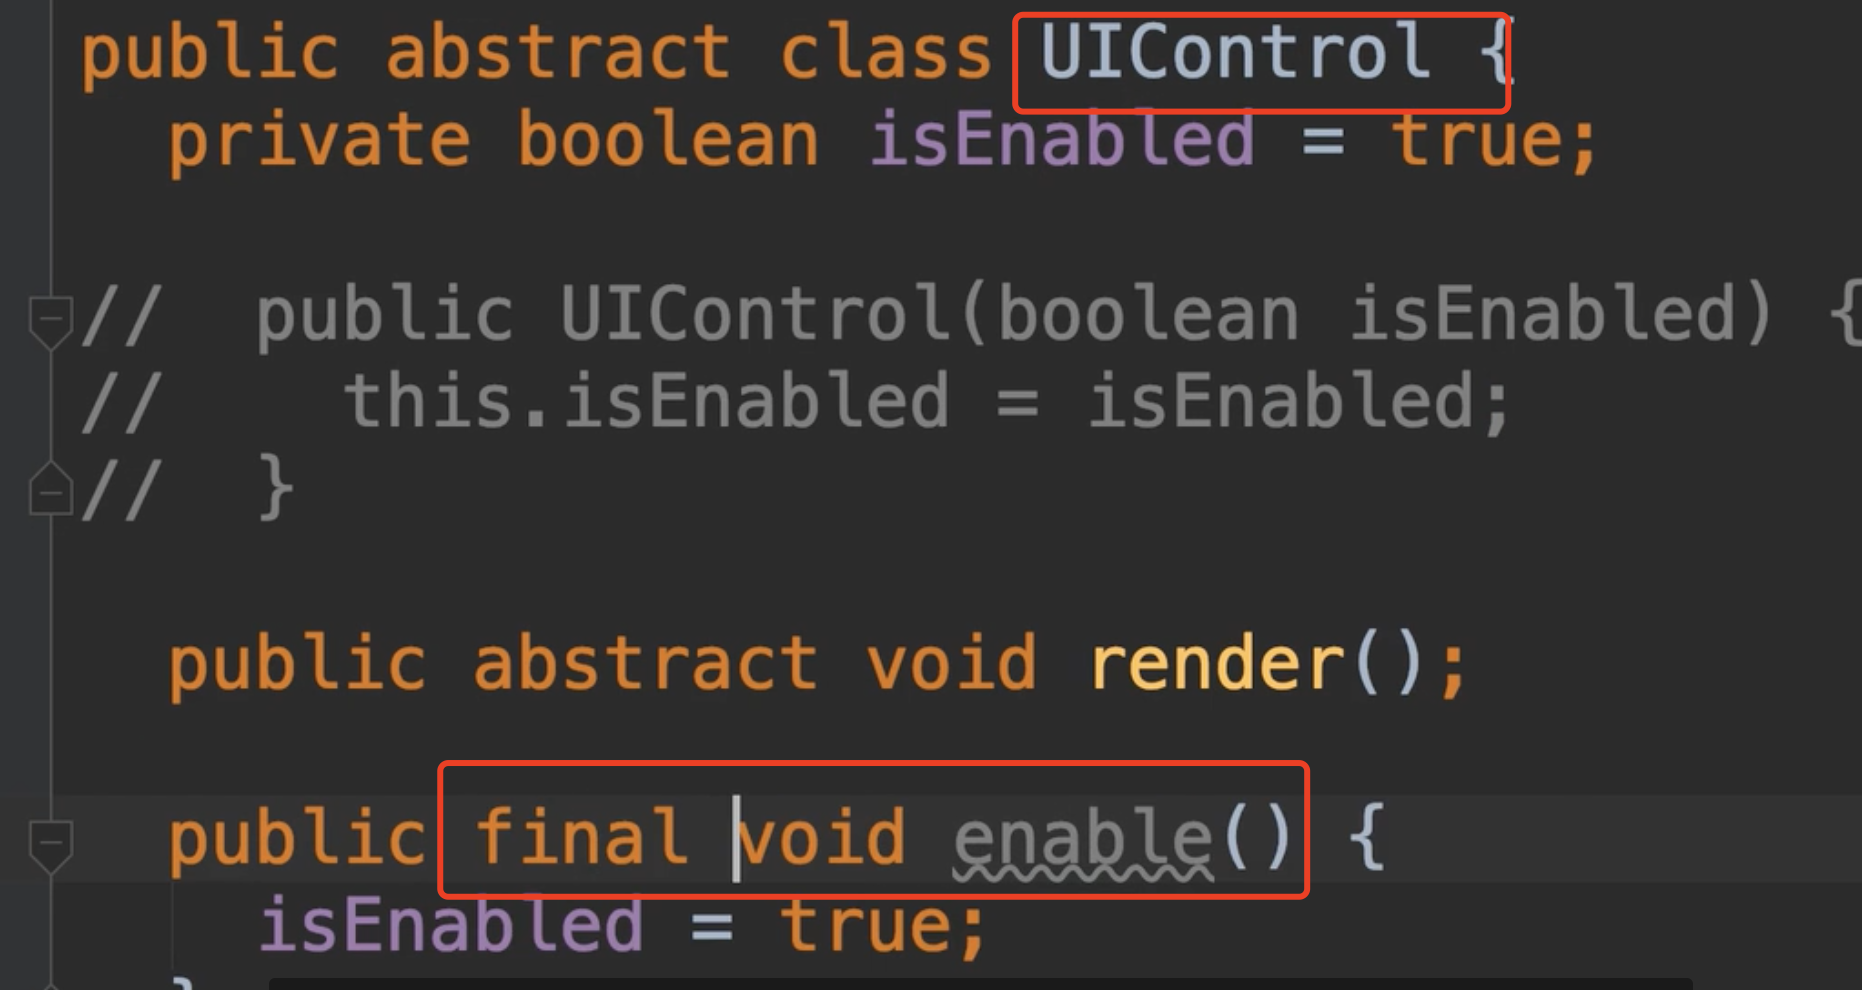 public abstract class UIControl {
  private boolean isEnabled = true;
//  public UIControl(boolean isEnabled) {
//    this.isEnabled = isEnabled;
//  }
  public abstract void render();
  public final void enable() {
    isEnabled = true;
  }